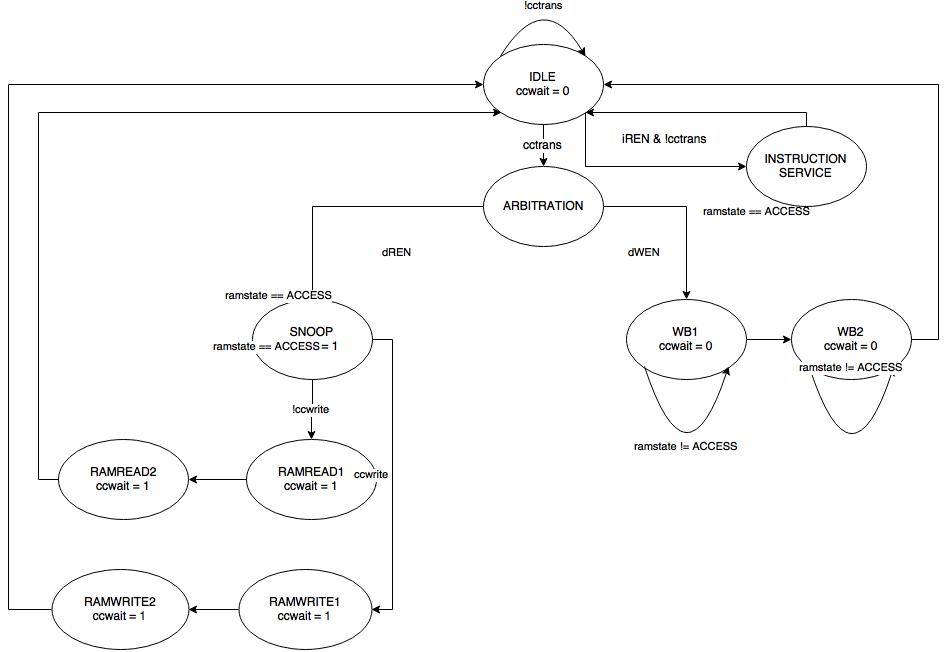 !cctrans
IDLE
ccwait = 0
cctrans
iREN & !cctrans
INSTRUCTION
SERVICE
ramstate == ACCESS
ARBITRATION
dREN
dWEN
ramstate == ACCESS
SNOOP
ramstate == ACCESS = 1
WB1
ccwait = 0
WB2
ccwait = 0
ramstate != ACCESS
!ccwrite
ramstate != ACCESS
RAMREAD2
ccwait = 1
RAMREAD1
ccwait = 1
ccwrite
RAMWRITE2
ccwait = 1
RAMWRITE1
ccwait = 1